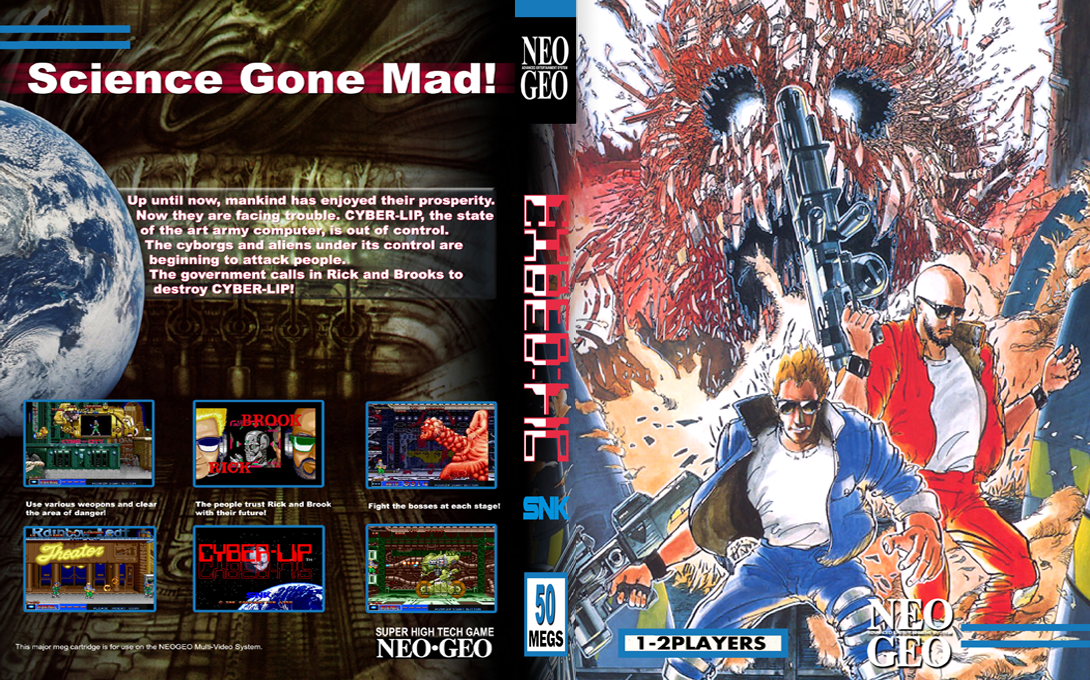 Science Gone Mad!
Up until now, mankind has enjoyed their prosperity.
Now they are facing trouble. CYBER-LIP, the state
of the art army computer, is out of control.
The cyborgs and aliens under its control are
beginning to attack people.
The government calls in Rick and Brooks to
destroy CYBER-LIP!
BROOK
RICK
Use various weapons and clear
the area of danger!
The people trust Rick and Brook
with their future!
Fight the bosses at each stage!
Theater
CYBER-LIP
SNK
This major meg cartridge is for use on the NEOGEO Multi-Video System.
SUPER HIGH TECH GAME
NEO•GEO
NEO
GEO
CYBER-LIP
SNK
50
MEGS
1-2PLAYERS
NEO
GEO